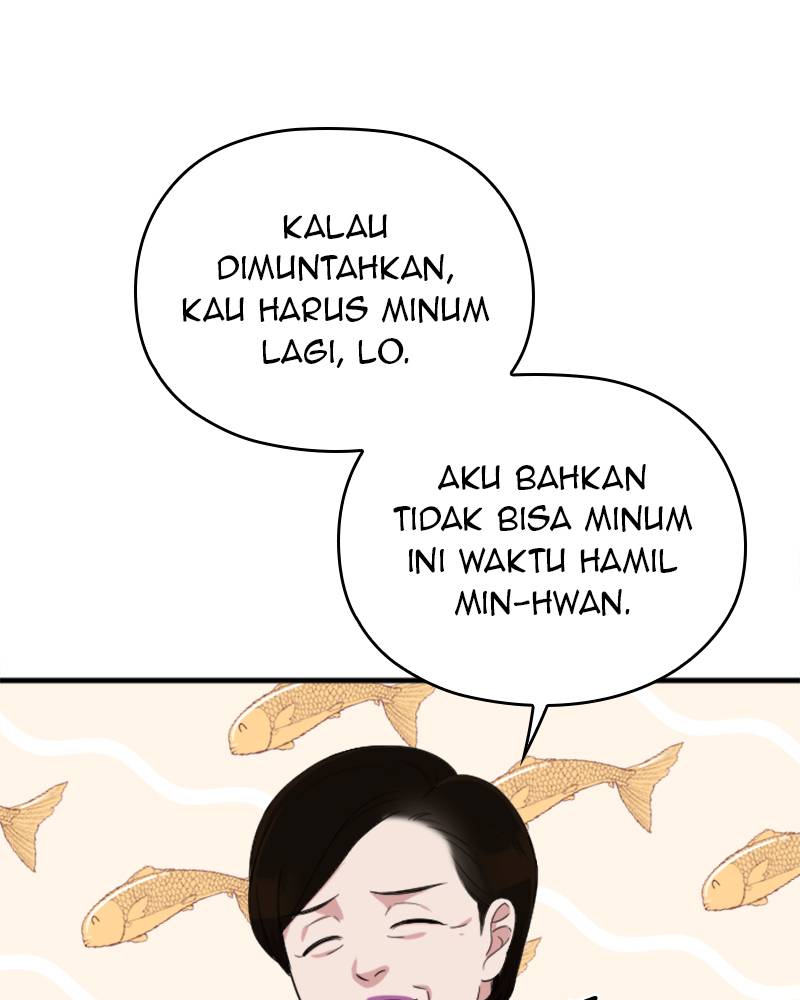 KALAU
DIMUNTAHKAN,
KAU HARUS MINUM
LAGI, LO.
AKU BAHKAN
TIDAK BISA MINUM
INI WAKTU HAMIL
MIN-HWAN.